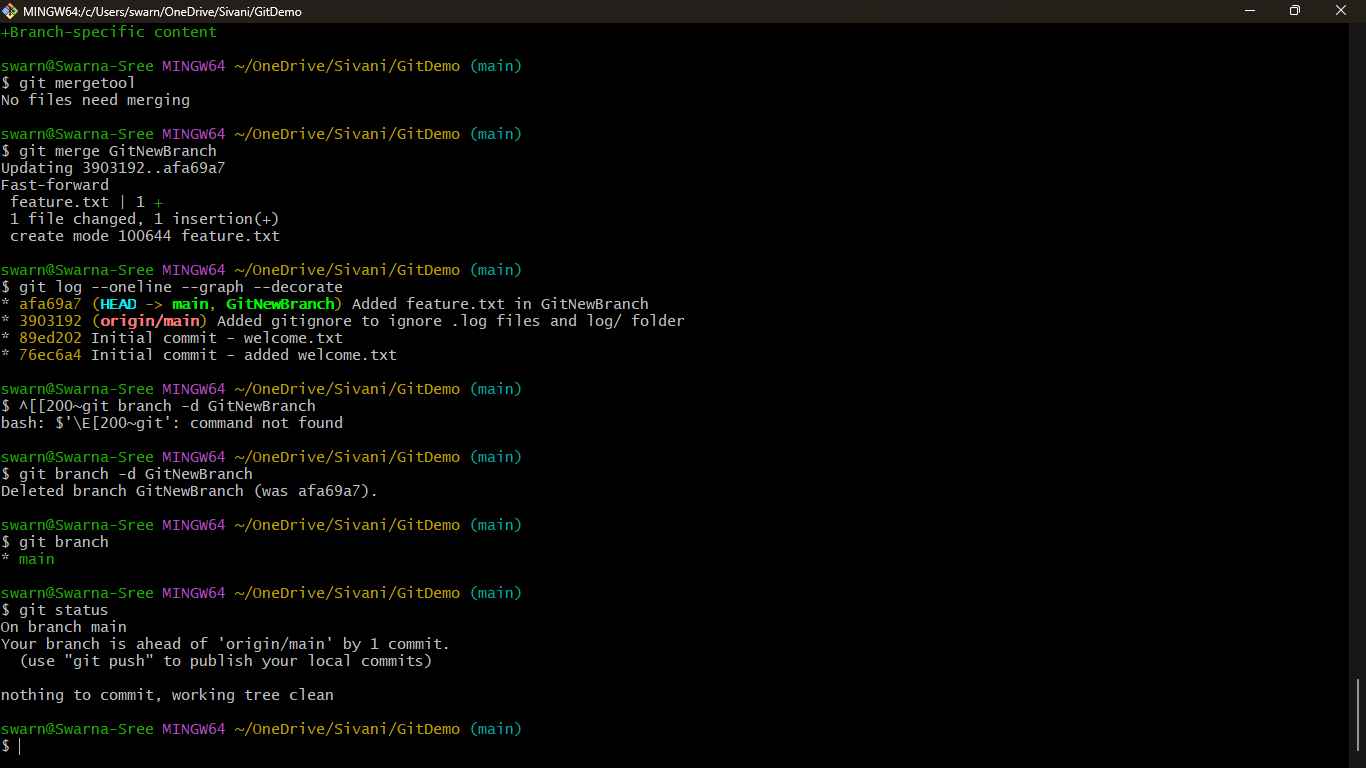 MINGW64:/c/Users/swarn/OneDrive/Sivani/GitDemo
+Branch-specific content
swarn@Swarna-Sree MINGW64 ~/OneDrive/Sivani/GitDemo (main)
$ git mergetool
No files need merging
swarn@Swarna-Sree MINGW64 ~/OneDrive/Sivani/GitDemo (main)
$ git merge GitNewBranch
Updating 3903192..afa69a7
Fast-forward
 feature.txt | 1 +
 1 file changed, 1 insertion(+)
 create mode 100644 feature.txt
swarn@Swarna-Sree MINGW64 ~/OneDrive/Sivani/GitDemo (main)
$ git log --oneline --graph --decorate
* afa69a7 (HEAD -> main, GitNewBranch) Added feature.txt in GitNewBranch
* 3903192 (origin/main) Added gitignore to ignore .log files and log/ folder
* 89ed202 Initial commit - welcome.txt
* 76ec6a4 Initial commit - added welcome.txt
swarn@Swarna-Sree MINGW64 ~/OneDrive/Sivani/GitDemo (main)
$ ^[[200~git branch -d GitNewBranch
bash: $'\E[200~git': command not found
swarn@Swarna-Sree MINGW64 ~/OneDrive/Sivani/GitDemo (main)
$ git branch -d GitNewBranch
Deleted branch GitNewBranch (was afa69a7).
swarn@Swarna-Sree MINGW64 ~/OneDrive/Sivani/GitDemo (main)
$ git branch
* main
swarn@Swarna-Sree MINGW64 ~/OneDrive/Sivani/GitDemo (main)
$ git status
On branch main
Your branch is ahead of 'origin/main' by 1 commit.
  (use "git push" to publish your local commits)
nothing to commit, working tree clean
swarn@Swarna-Sree MINGW64 ~/OneDrive/Sivani/GitDemo (main)
$